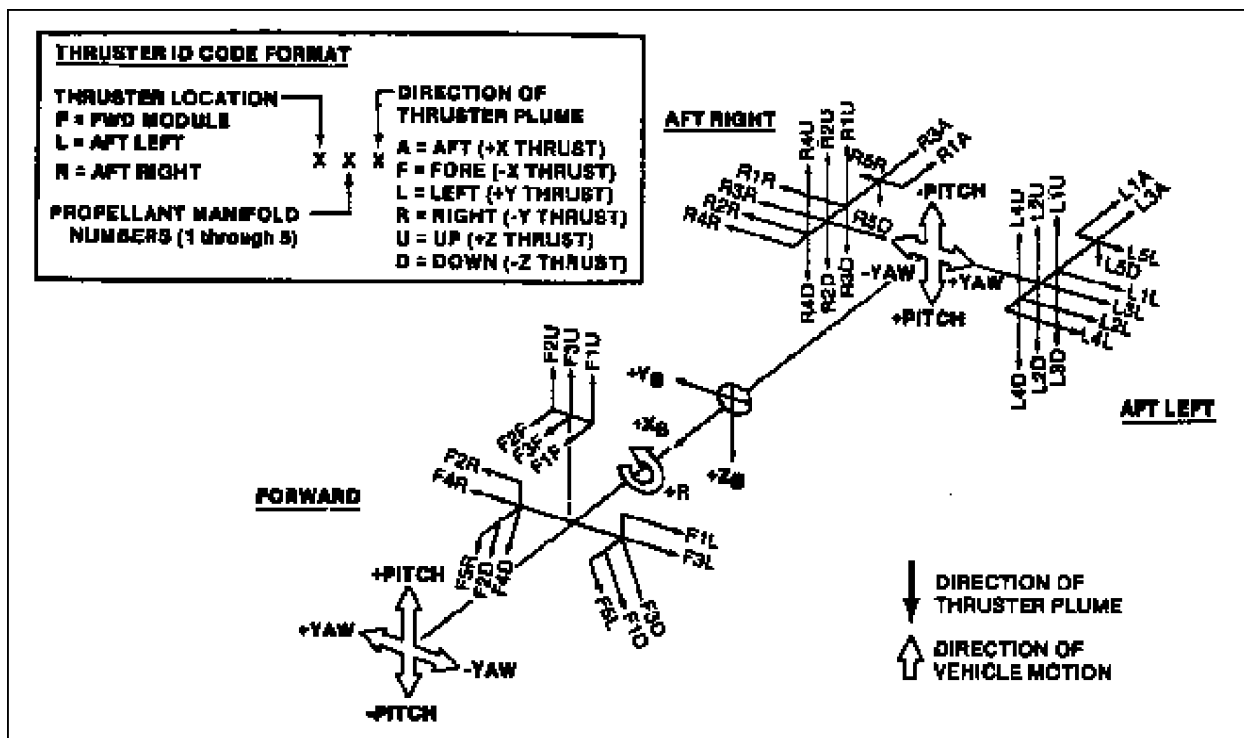 THRUSTER ID CODE FORMAT
THRUSTER LOCATION
F = FWD MODULE
L = AFT LEFT
R = AFT RIGHT
X X X
PROPELLANT MANIFOLD
NUMBERS (1 through 5)
DIRECTION OF
THRUSTER PLUME
A = AFT (+X THRUST)
F = FORE (-X THRUST)
L = LEFT (+Y THRUST)
R = RIGHT (-Y THRUST)
U = UP (+Z THRUST)
D = DOWN (-Z THRUST)
AFT RIGHT
R4U
R2U
R1U
R3A
R1A
R5R
R1R
R3R
R2R
R4R
R5D
R4D
R2D
R3D
-PITCH
-YAW
+YAW
+PITCH
L4U
L2U
L1U
L1A
L3A
L5L
L5D
L1L
L3L
L2L
L4L
L4D
L2D
L3D
AFT LEFT
F2U
F3U
F1U
F2F
F3F
F1F
F2R
F4R
+YB
+XB
+ZB
+R
FORWARD
F1L
F3L
F5R
F2D
F4D
F5L
F1D
F3D
+PITCH
+YAW
-YAW
-PITCH
DIRECTION OF
THRUSTER PLUME
DIRECTION OF
VEHICLE MOTION